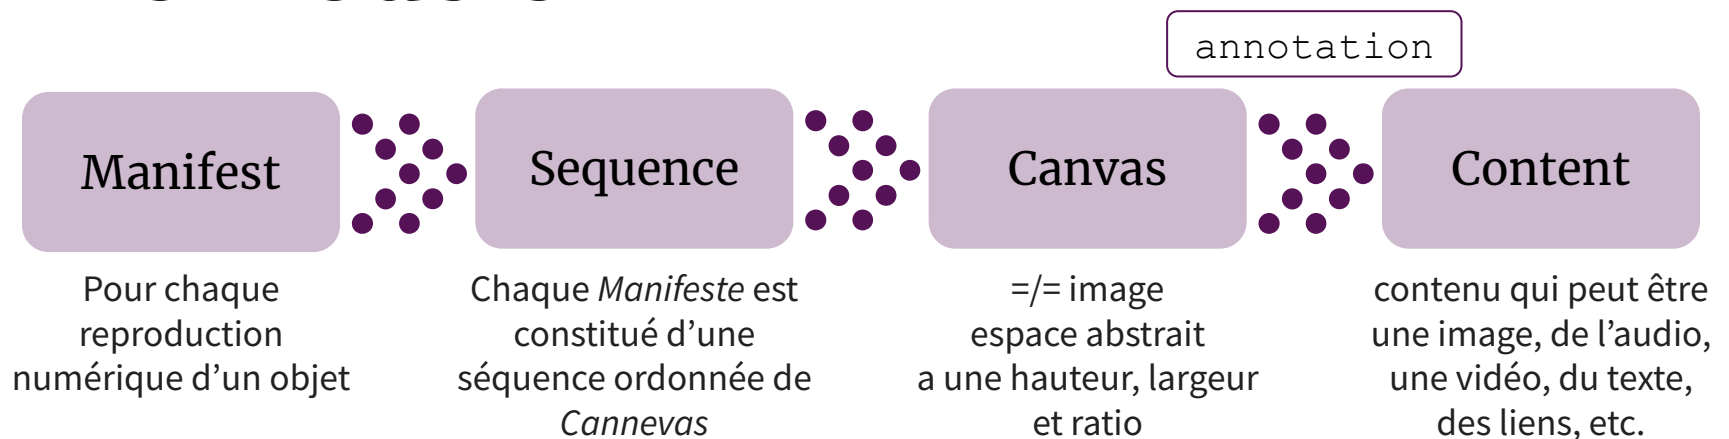 annotation
Manifest
Sequence
Canvas
Content
Pour chaque
reproduction
numérique d’un objet
Chaque Manifeste est
constitué d’une
séquence ordonnée de
Cannevas
=/= image
espace abstrait
a une hauteur, largeur
et ratio
contenu qui peut être
une image, de l’audio,
une vidéo, du texte,
des liens, etc.